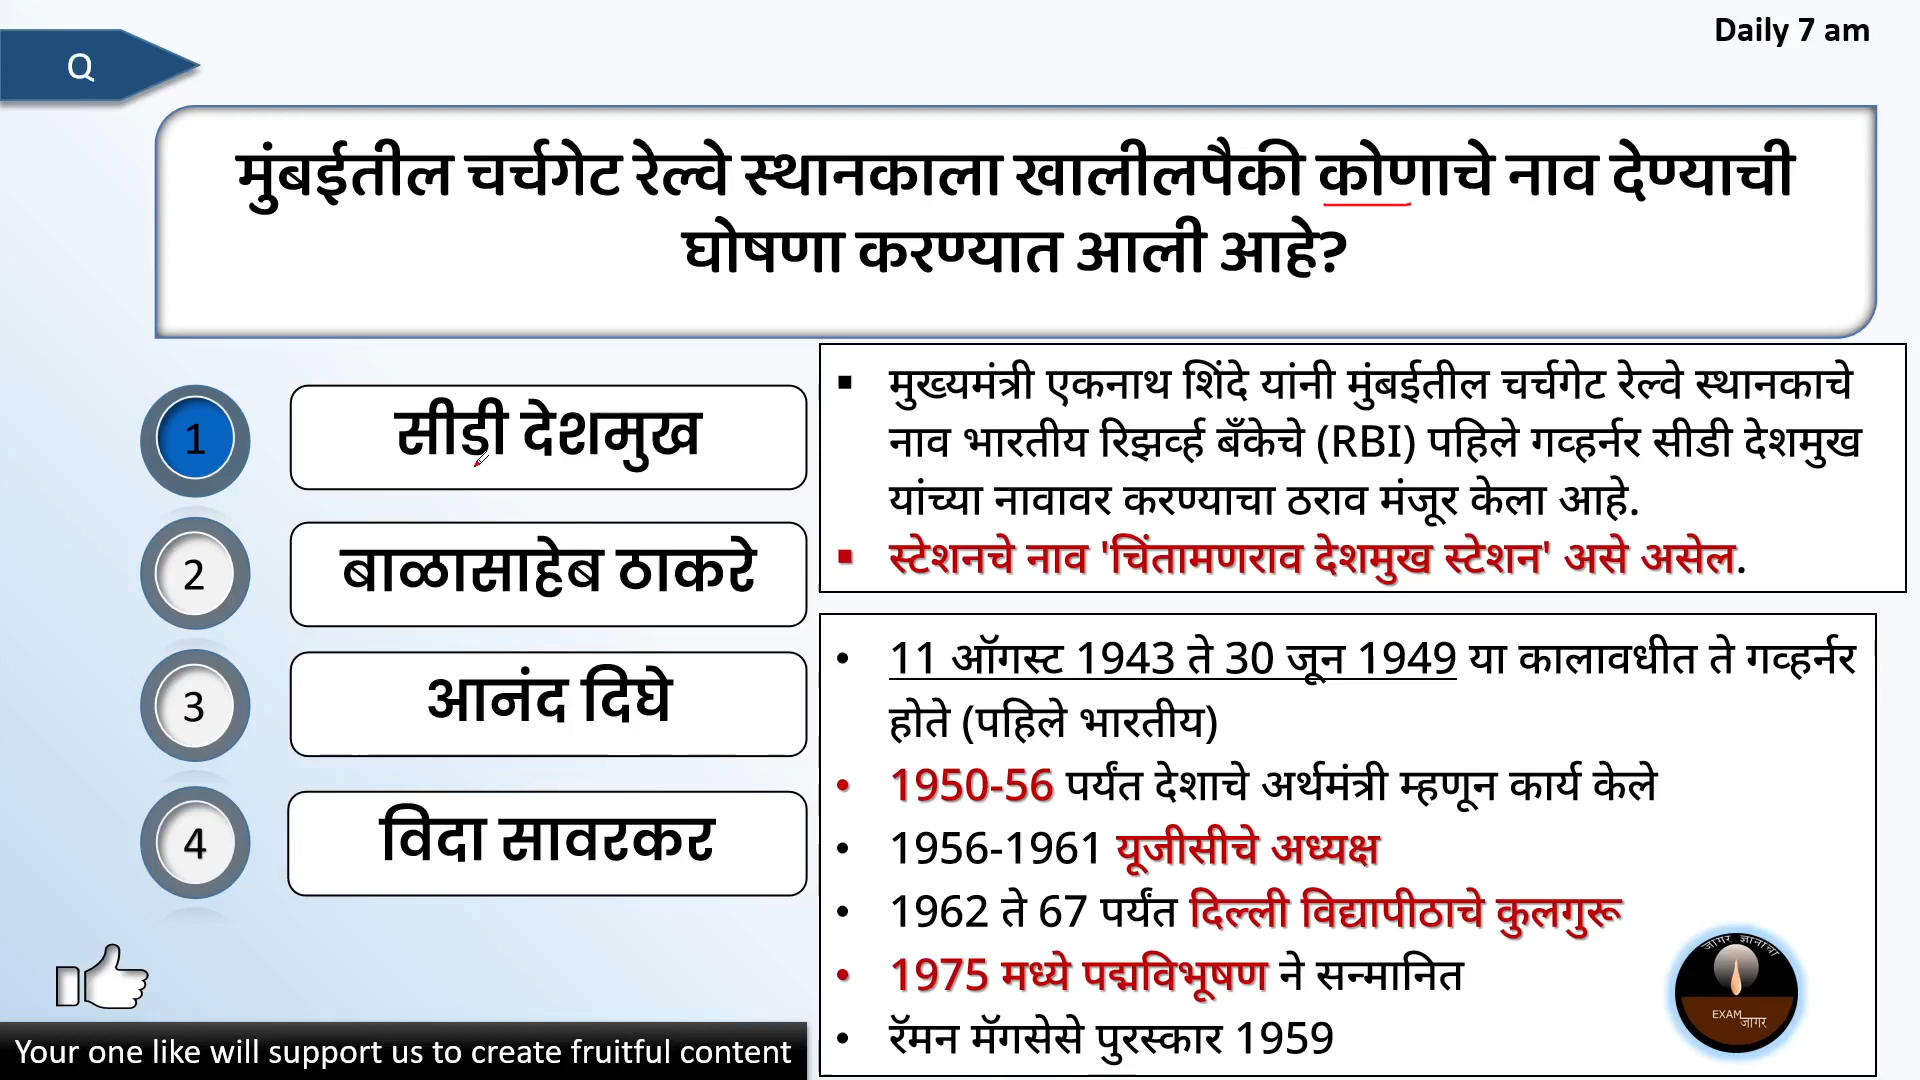 Daily 7 am
Q
मुंबईतील चर्चगेट रेल्वे स्थानकाला खालीलपैकी कोणाचे नाव देण्याची
घोषणा करण्यात आली आहे?
1
सीडी देशमुख
2
बाळासाहेब ठाकरे
3
आनंद दिघे
4
विदा सावरकर
▪ मुख्यमंत्री एकनाथ शिंदे यांनी मुंबईतील चर्चगेट रेल्वे स्थानकाचे
नाव भारतीय रिझर्व्ह बँकेचे (RBI) पहिले गव्हर्नर सीडी देशमुख
यांच्या नावावर करण्याचा ठराव मंजूर केला आहे.
▪ स्टेशनचे नाव 'चिंतामणराव देशमुख स्टेशन' असे असेल.
• 11 ऑगस्ट 1943 ते 30 जून 1949 या कालावधीत ते गव्हर्नर
होते (पहिले भारतीय)
• 1950-56 पर्यंत देशाचे अर्थमंत्री म्हणून कार्य केले
• 1956-1961 यूजीसीचे अध्यक्ष
• 1962 ते 67 पर्यंत दिल्ली विद्यापीठाचे कुलगुरू
• 1975 मध्ये पद्मविभूषण ने सन्मानित
• रॅमन मॅगसेसे पुरस्कार 1959
जागर ज्ञानाचा
EXAM जागर
Your one like will support us to create fruitful content